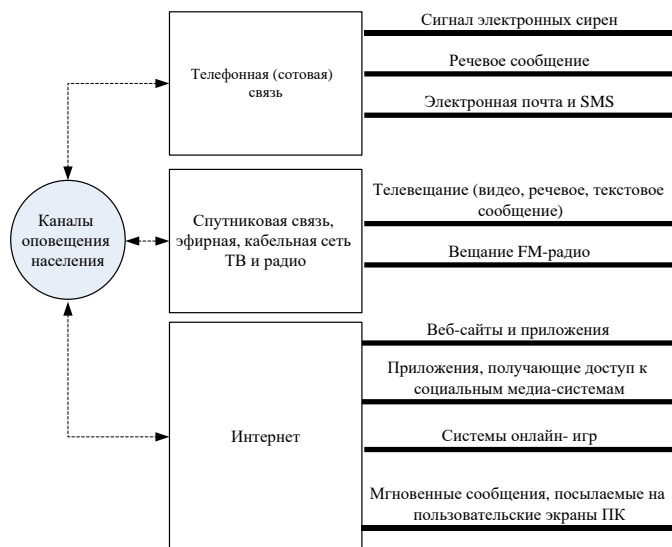 Каналы
оповещения
населения
Телефонная (сотовая)
связь
Сигнал электронных сирен
Речевое сообщение
Электронная почта и SMS
Спутниковая связь,
эфирная, кабельная сеть
ТВ и радио
Телевещание (видео, речевое, текстовое
сообщение)
Вещание FM-радио
Интернет
Веб-сайты и приложения
Приложения, получающие доступ к
социальным медиа-системам
Системы онлайн- игр
Мгновенные сообщения, посылаемые на
пользовательские экраны ПК